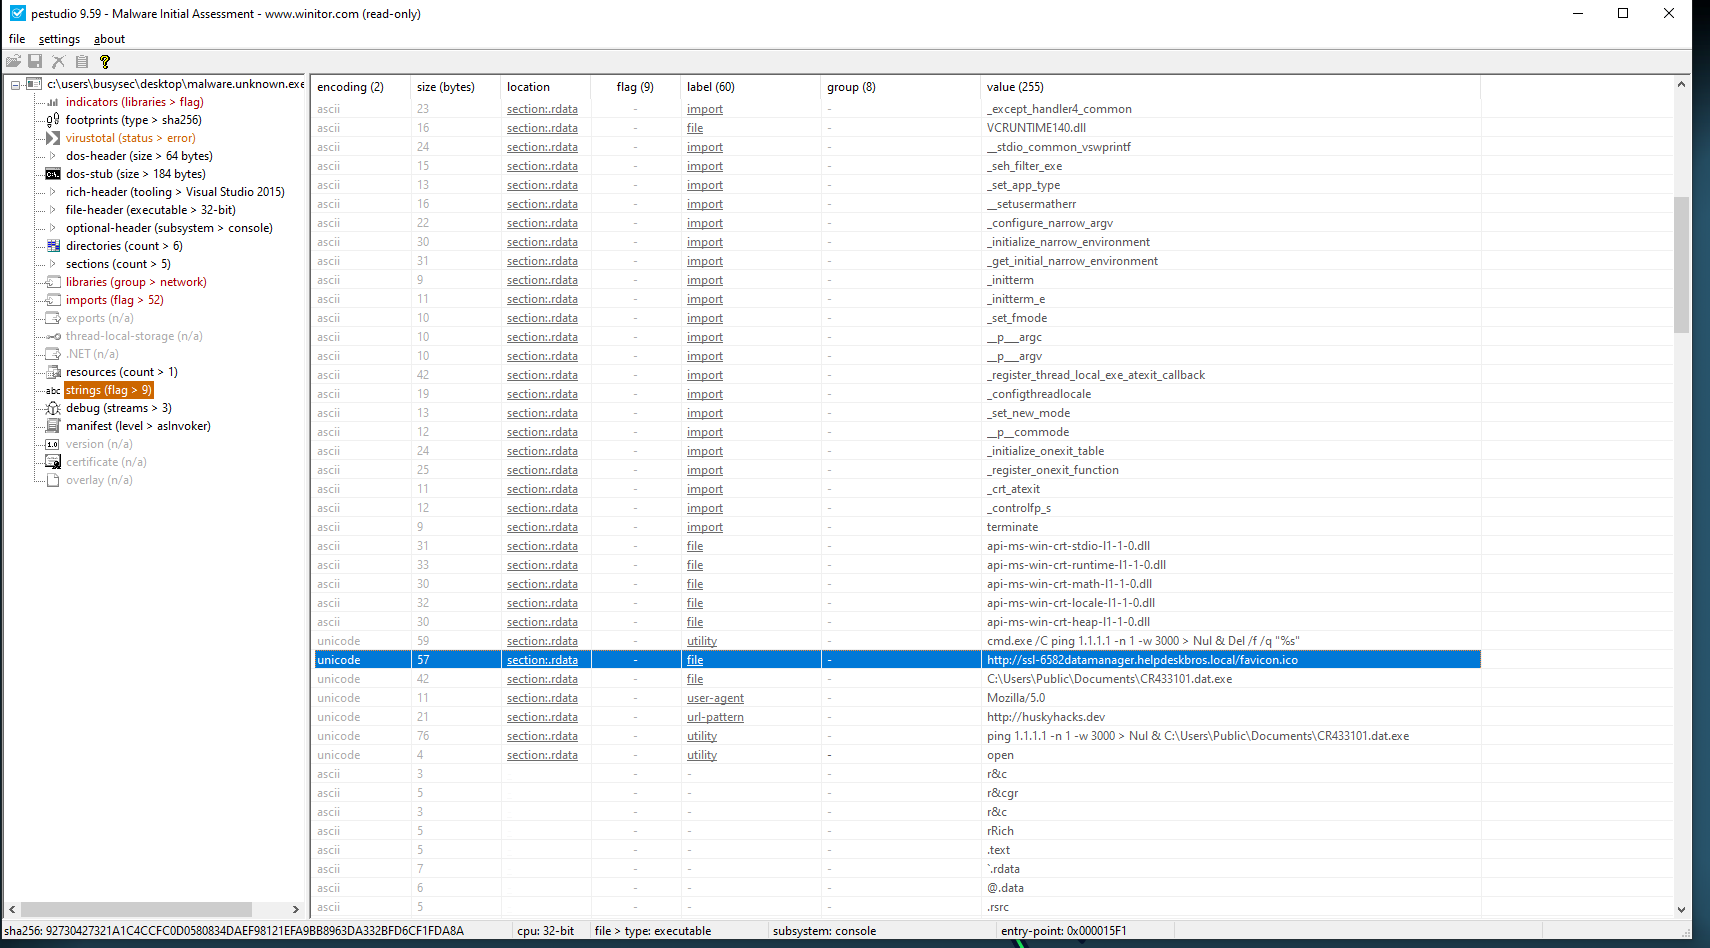 pestudio 9.59 - Malware Initial Assessment - www.winitor.com (read-only)
file settings about
c:\users\busysec\desktop\malware.unknown.exe
indicators (libraries > flag)
footprints (type > sha256)
virustotal (status > error)
dos-header (size > 64 bytes)
dos-stub (size > 184 bytes)
rich-header (tooling > Visual Studio 2015)
file-header (executable > 32-bit)
optional-header (subsystem > console)
directories (count > 6)
sections (count > 5)
libraries (group > network)
imports (flag > 52)
exports (n/a)
thread-local-storage (n/a)
.NET (n/a)
resources (count > 1)
abc strings (flag > 9)
debug (streams > 3)
manifest (level > asInvoker)
1.0 version (n/a)
certificate (n/a)
overlay (n/a)
encoding (2) size (bytes) location flag (9) label (60) group (8) value (255)
ascii 23 section:.rdata - import - _except_handler4_common
ascii 16 section:.rdata - file - VCRUNTIME140.dll
ascii 24 section:.rdata - import - __stdio_common_vswprintf
ascii 15 section:.rdata - import - _seh_filter_exe
ascii 13 section:.rdata - import - _set_app_type
ascii 16 section:.rdata - import - __setusermatherr
ascii 22 section:.rdata - import - _configure_narrow_argv
ascii 30 section:.rdata - import - _initialize_narrow_environment
ascii 31 section:.rdata - import - _get_initial_narrow_environment
ascii 9 section:.rdata - import - _initterm
ascii 11 section:.rdata - import - _initterm_e
ascii 10 section:.rdata - import - _set_fmode
ascii 10 section:.rdata - import - __p___argc
ascii 10 section:.rdata - import - __p___argv
ascii 42 section:.rdata - import - _register_thread_local_exe_atexit_callback
ascii 19 section:.rdata - import - _configthreadlocale
ascii 13 section:.rdata - import - _set_new_mode
ascii 12 section:.rdata - import - __p__commode
ascii 24 section:.rdata - import - _initialize_onexit_table
ascii 25 section:.rdata - import - _register_onexit_function
ascii 11 section:.rdata - import - _crt_atexit
ascii 12 section:.rdata - import - _controlfp_s
ascii 9 section:.rdata - import - terminate
ascii 31 section:.rdata - file - api-ms-win-crt-stdio-l1-1-0.dll
ascii 33 section:.rdata - file - api-ms-win-crt-runtime-l1-1-0.dll
ascii 30 section:.rdata - file - api-ms-win-crt-math-l1-1-0.dll
ascii 32 section:.rdata - file - api-ms-win-crt-locale-l1-1-0.dll
ascii 30 section:.rdata - file - api-ms-win-crt-heap-l1-1-0.dll
unicode 59 section:.rdata - utility - cmd.exe /C ping 1.1.1.1 -n 1 -w 3000 > Nul & Del /f /q "%s"
unicode 57 section:.rdata - file - http://ssl-6582datamanager.helpdeskbros.local/favicon.ico
unicode 42 section:.rdata - file - C:\Users\Public\Documents\CR433101.dat.exe
unicode 11 section:.rdata - user-agent - Mozilla/5.0
unicode 21 section:.rdata - url-pattern - http://huskyhacks.dev
unicode 76 section:.rdata - utility - ping 1.1.1.1 -n 1 -w 3000 > Nul & C:\Users\Public\Documents\CR433101.dat.exe
unicode 4 section:.rdata - utility - open
ascii 3 - - - r&c
ascii 5 - - - r&cgr
ascii 3 - - - r&c
ascii 5 - - - rRich
ascii 5 - - - .text
ascii 7 - - - `.rdata
ascii 6 - - - @.data
ascii 5 - - - .rsrc
sha256: 92730427321A1C4CCFC0D0580834DAEF98121EFA9BB8963DA332BFD6CF1FDA8A cpu: 32-bit file > type: executable subsystem: console entry-point: 0x000015F1